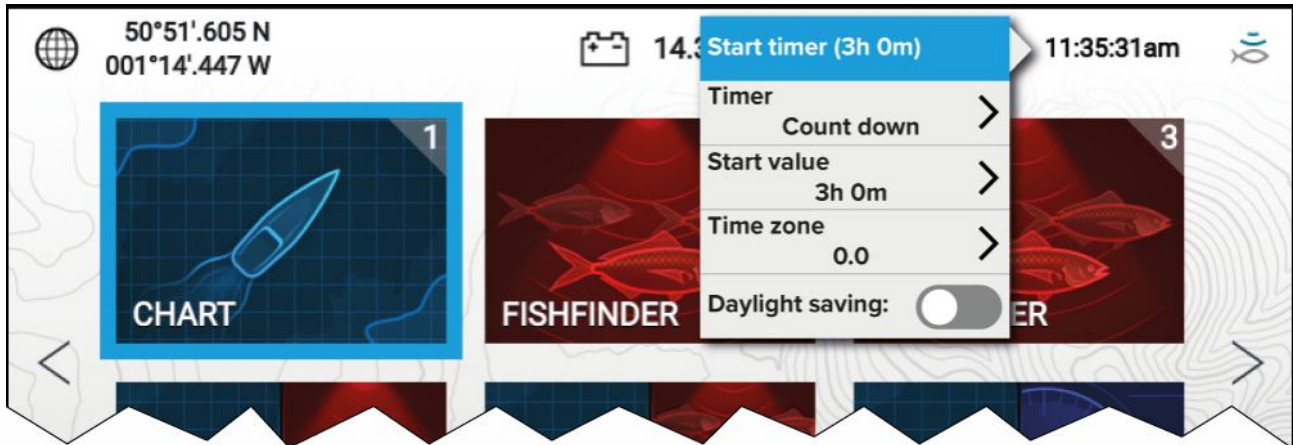 50°51'.605 N
001°14'.447 W
14.
Start timer (3h 0m)
11:35:31am
Timer
Count down
Start value
3h 0m
Time zone
0.0
Daylight saving:
1
CHART
FISHFINDER
3
ER